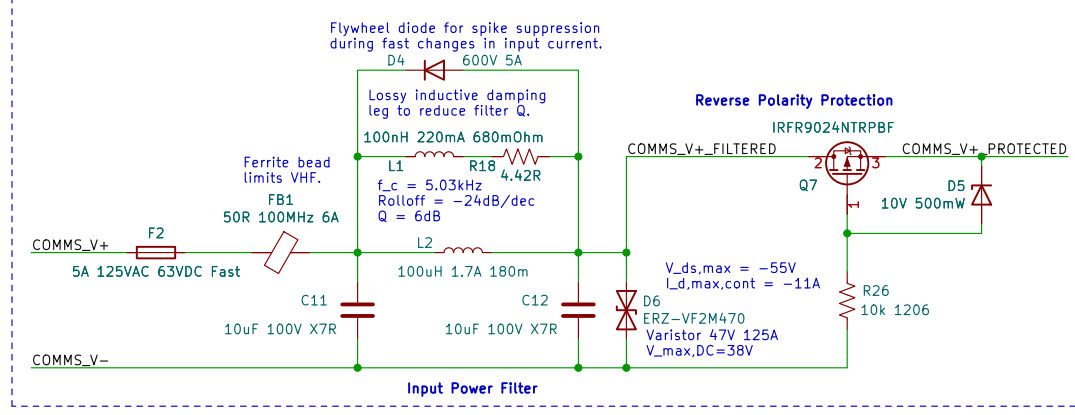 Flywheel diode for spike suppression
during fast changes in input current.
D4
600V 5A
Lossy inductive damping
leg to reduce filter Q.
100nH 220mA 680mOhm
L1
R18
4.42R
f_c = 5.03kHz
Rolloff = -24dB/dec
Q = 6dB
Ferrite bead
limits VHF.
FB1
50R 100MHz 6A
COMMS_V+
F2
5A 125VAC 63VDC Fast
L2
100uH 1.7A 180m
C11
10uF 100V X7R
C12
10uF 100V X7R
D6
ERZ-VF2M470
Varistor 47V 125A
V_max,DC=38V
COMMS_V-
Input Power Filter
Reverse Polarity Protection
IRFR9024NTRPBF
COMMS_V+_FILTERED
2
3
1
Q7
COMMS_V+_PROTECTED
D5
10V 500mW
V_ds,max = -55V
I_d,max,cont = -11A
R26
10k 1206